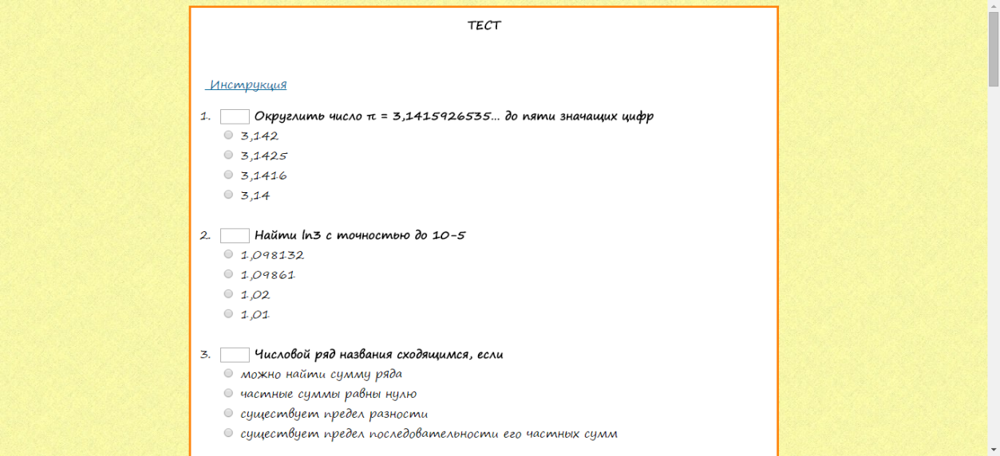 ТЕСТ
Инструкция
1. Округлить число π = 3,1415926535... до пяти значащих цифр
3,142
3,1425
3,1416
3,14
2. Найти ln3 с точностью до 10-5
1,098132
1,09861
1,02
1,01
3. Числовой ряд названия сходящимся, если
можно найти сумму ряда
частные суммы равны нулю
существует предел разности
существует предел последовательности его частных сумм